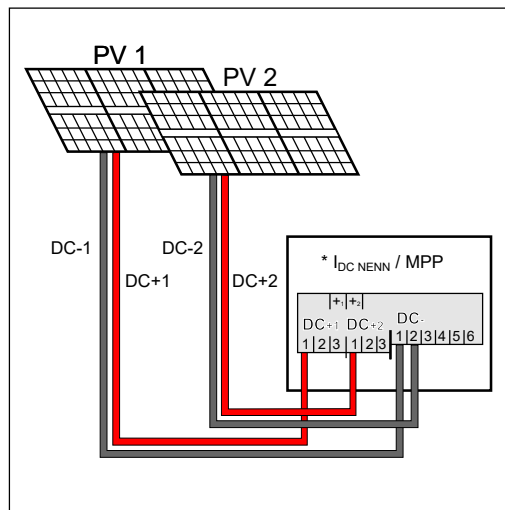 PV 1
PV 2
DC-1
DC+1
DC-2
DC+2
* I DC NENN / MPP
|+₁|+₂|
DC+1 DC+2 DC-
1|2|3|1|2|3|1|2|3|4|5|6